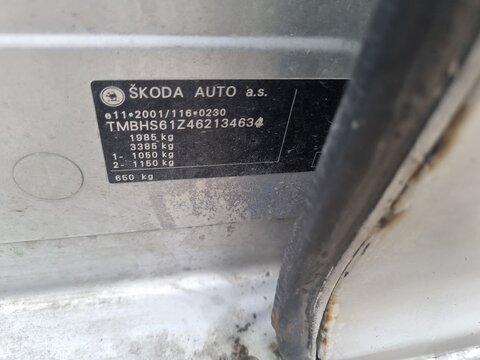 ŠKODA AUTO a.s.
e11*2001/116*0230
TMBHS61Z462134634
1985 kg
3385 kg
1- 1050 kg
2- 1150 kg
650 kg